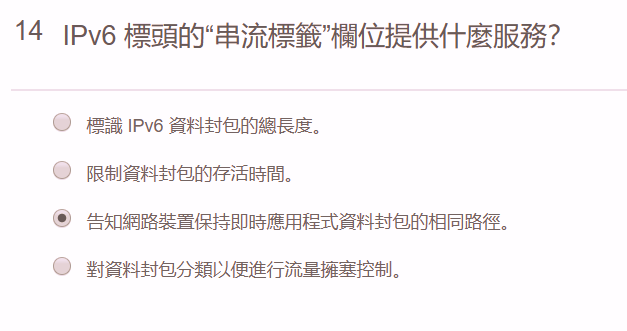 14 IPv6 標頭的“串流標籤”欄位提供什麼服務?
標識 IPv6 資料封包的總長度。
限制資料封包的存活時間。
告知網路裝置保持即時應用程式資料封包的相同路徑。
對資料封包分類以便進行流量擁塞控制。